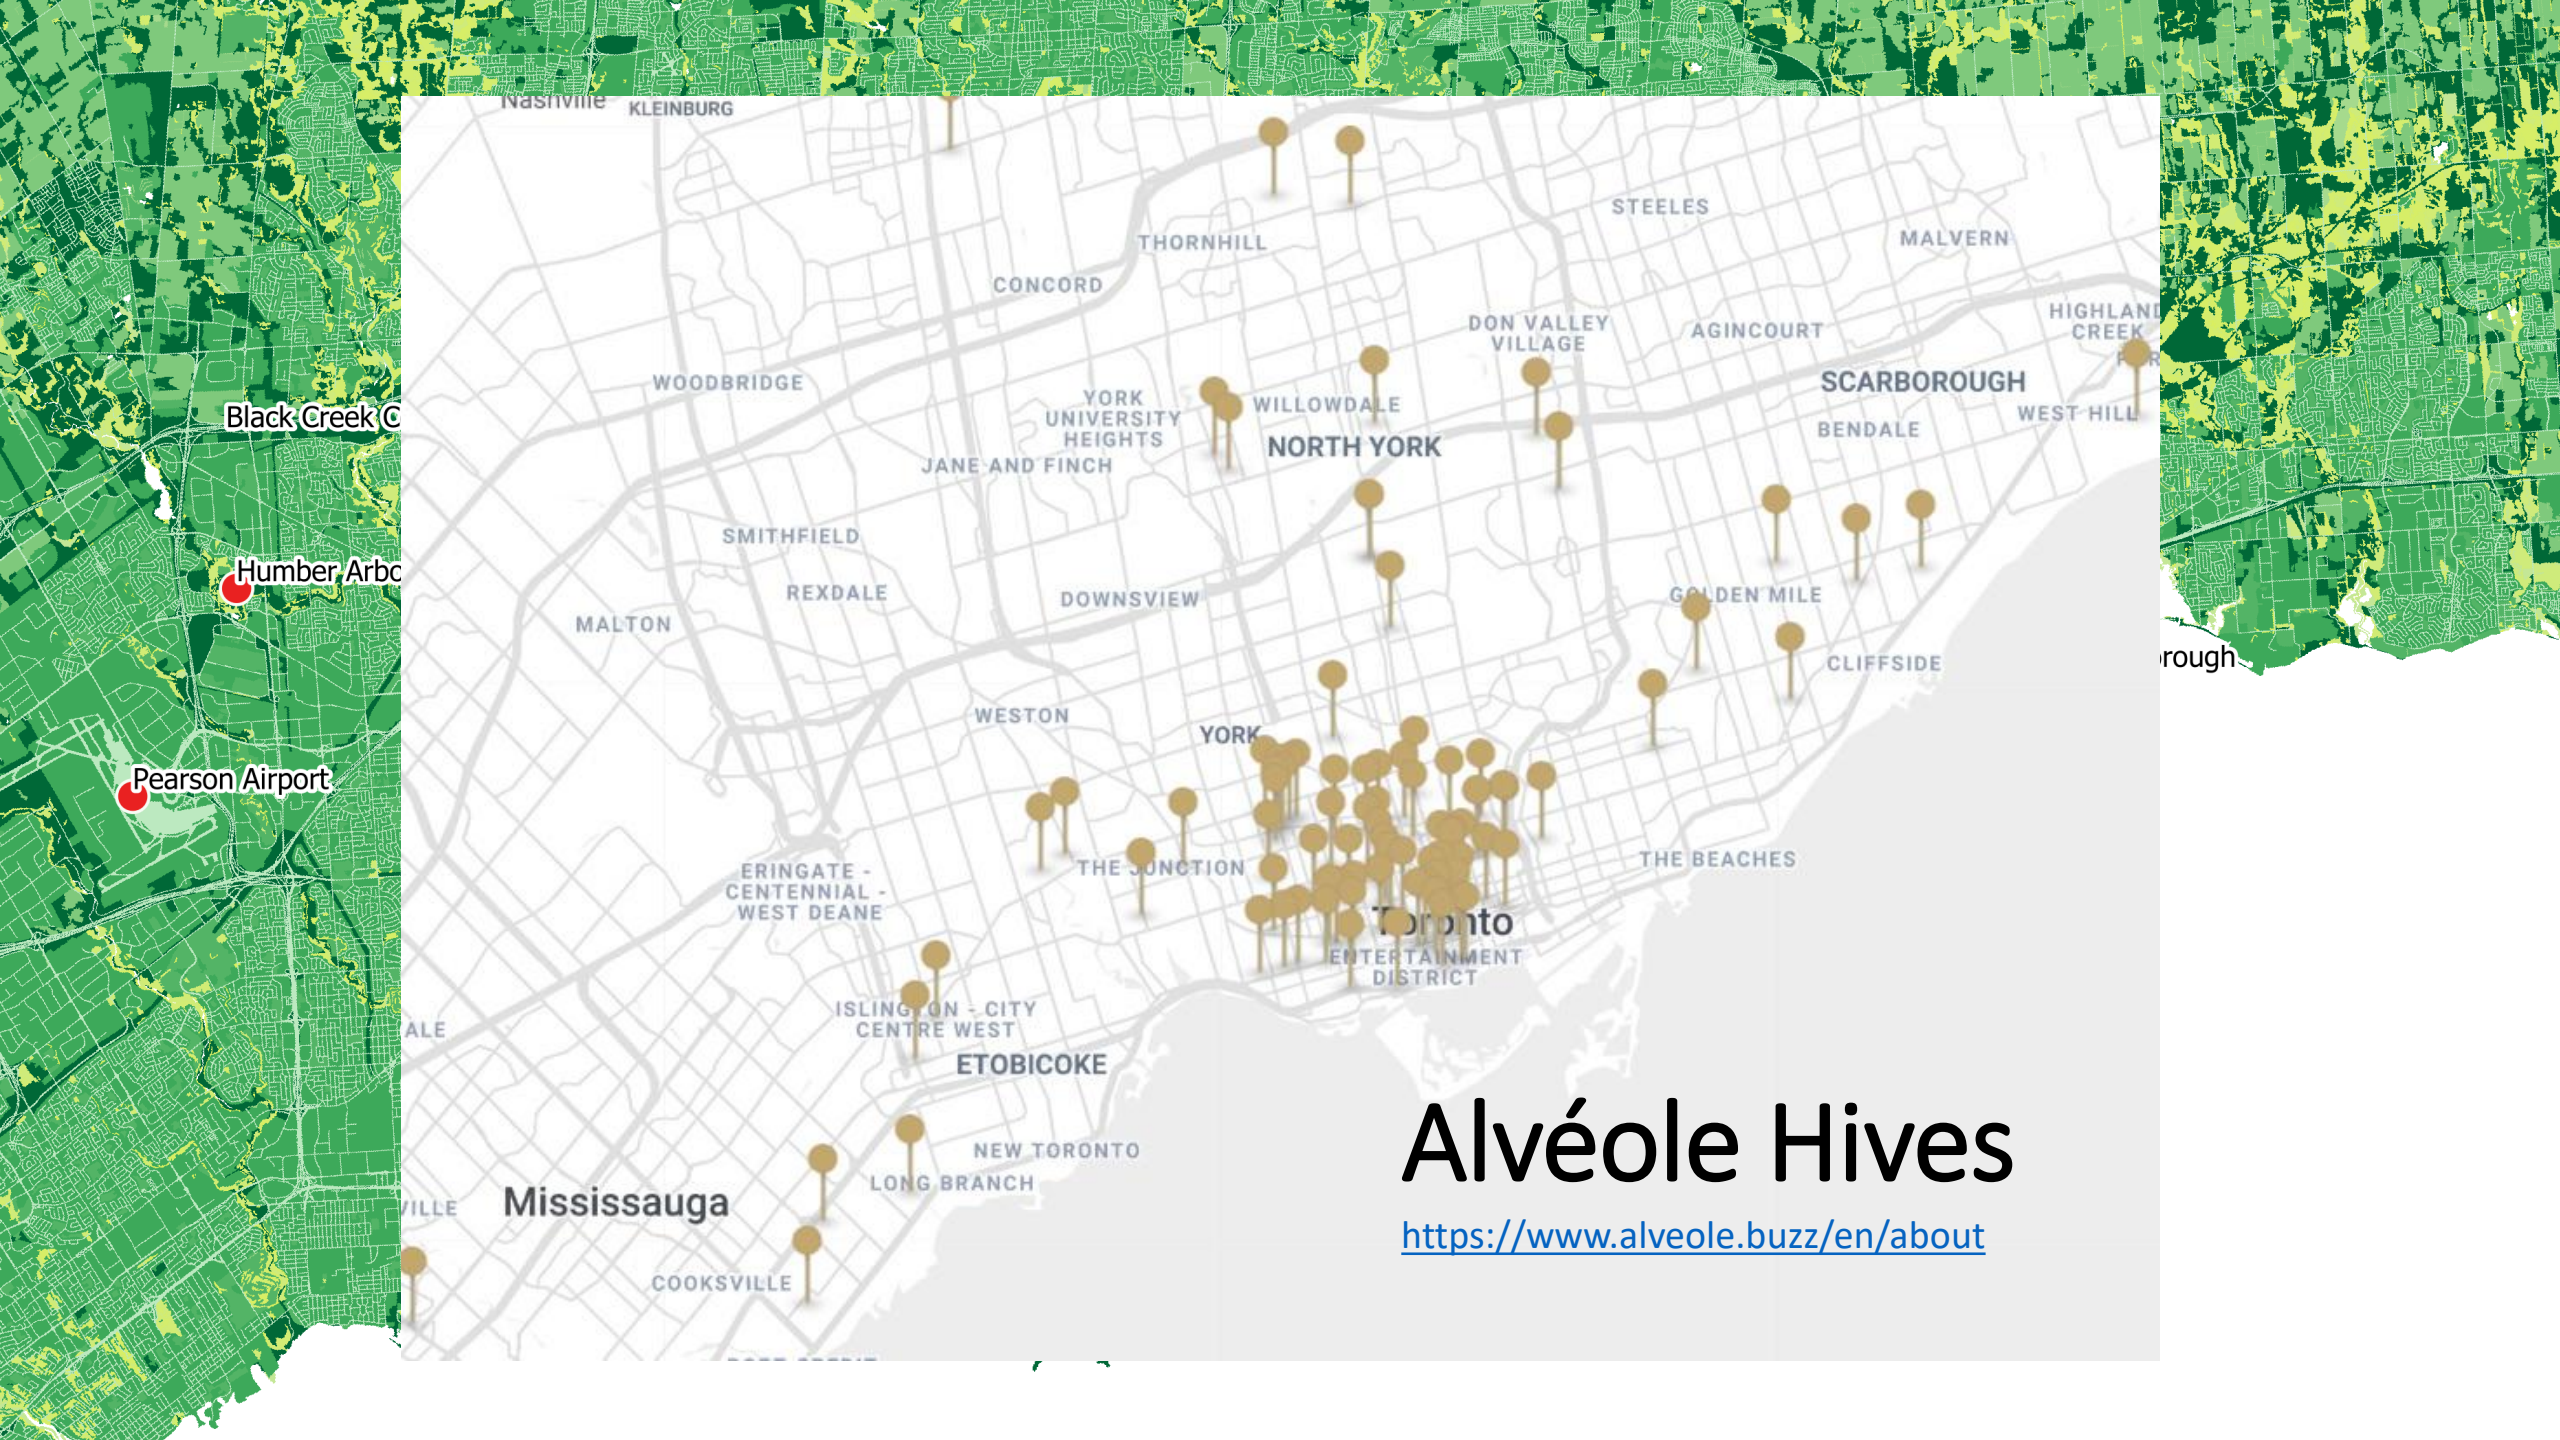 Nashville
KLEINBURG
STEELES
MALVERN
THORNHILL
CONCORD
HIGHLAND
CREEK
DON VALLEY
VILLAGE
AGINCOURT
WOODBRIDGE
SCARBOROUGH
YORK
UNIVERSITY
HEIGHTS
WILLOWDALE
WEST HILL
Black Creek C
BENDALE
NORTH YORK
JANE AND FINCH
SMITHFIELD
Humber Arbo
REXDALE
DOWNSVIEW
GOLDEN MILE
MALTON
CLIFFSIDE
rough
WESTON
YORK
Pearson Airport
THE JUNCTION
THE BEACHES
ERINGATE -
CENTENNIAL -
WEST DEANE
Toronto
ENTERTAINMENT
DISTRICT
ISLINGTON - CITY
CENTRE WEST
ALE
ETOBICOKE
NEW TORONTO
LONG BRANCH
Alvéole Hives
Mississauga
VILLE
https://www.alveole.buzz/en/about
COOKSVILLE